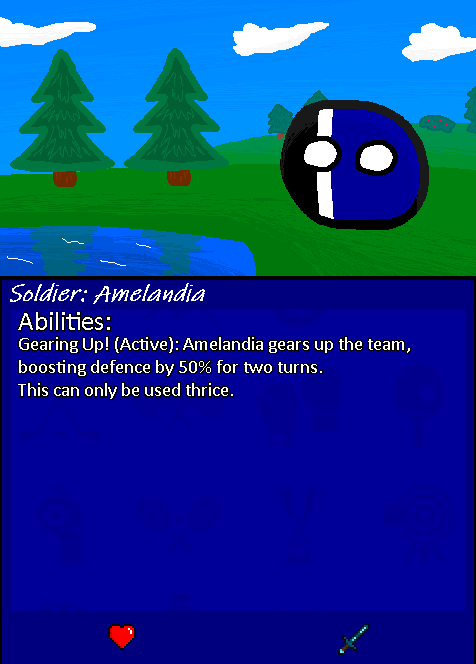 Soldier: Amelandia
Abilities:
Gearing Up! (Active): Amelandia gears up the team,
boosting defence by 50% for two turns.
This can only be used thrice.